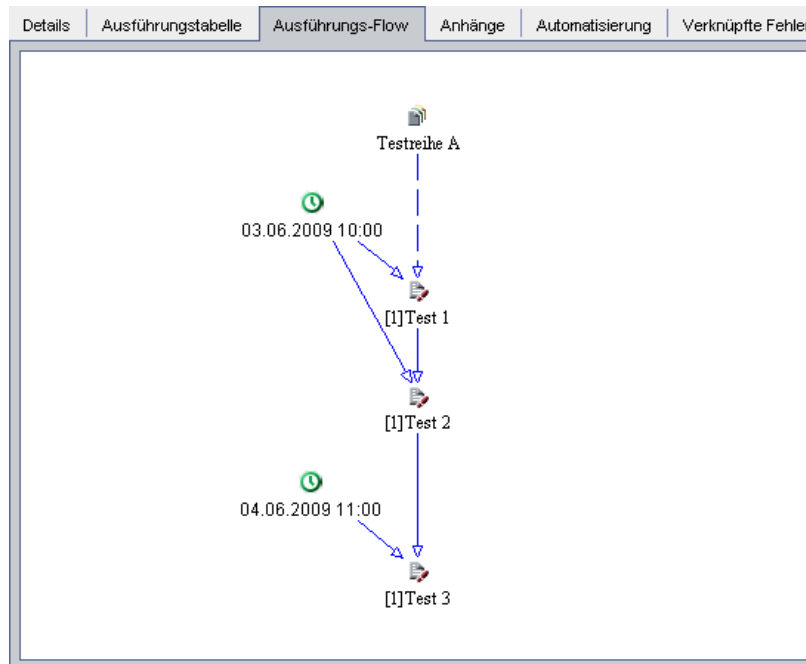 Details Ausführungstabelle Ausführungs-Flow Anhänge Automatisierung Verknüpfte Fehler
Testreihe A
03.06.2009 10:00
[1]Test 1
[1]Test 2
04.06.2009 11:00
[1]Test 3